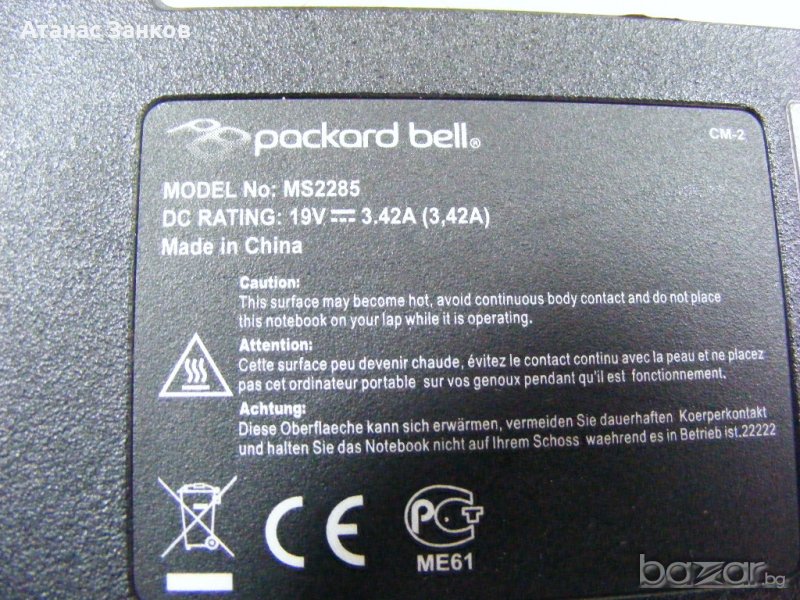 Атанас Занков
packard bell®
CM-2
MODEL No: MS2285
DC RATING: 19V 3.42A (3,42A)
Made in China
Caution:
This surface may become hot, avoid continuous body contact and do not place
this notebook on your lap while it is operating.
Attention:
Cette surface peu devenir chaude, évitez le contact continu avec la peau et ne placez
pas cet ordinateur portable sur vos genoux pendant qu'il est fonctionnement.
Achtung:
Diese Oberflaeche kann sich erwärmen, vermeiden Sie dauerhaften Koerperkontakt
und halten Sie das Notebook nicht auf Ihrem Schoss waehrend es in Betrieb ist.22222
CE
PCT
ME61
bazar.bg